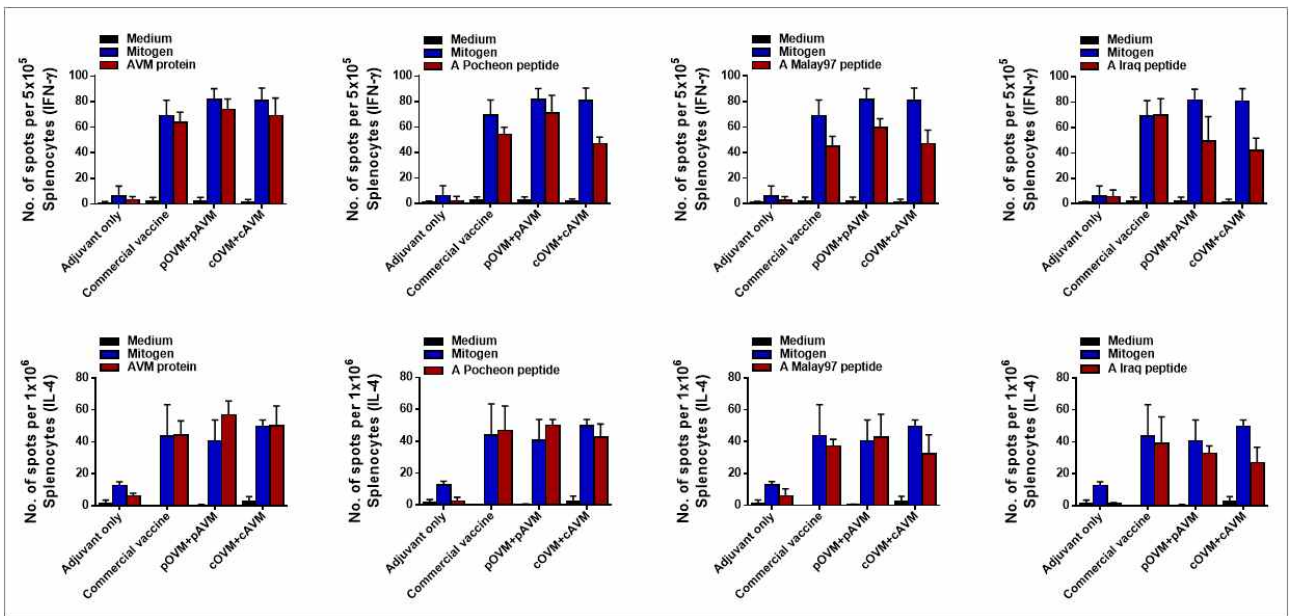 Medium
Mitogen
AVM protein
No. of spots per 5x10⁵
Splenocytes (IFN-γ)
100
80
60
40
20
0
Adjuvant only
Commercial vaccine
pOVM+pAVM
cOVM+cAVM
Medium
Mitogen
A Pocheon peptide
No. of spots per 5x10⁵
Splenocytes (IFN-γ)
100
80
60
40
20
0
Adjuvant only
Commercial vaccine
pOVM+pAVM
cOVM+cAVM
Medium
Mitogen
A Malay97 peptide
No. of spots per 5x10⁵
Splenocytes (IFN-γ)
100
80
60
40
20
0
Adjuvant only
Commercial vaccine
pOVM+pAVM
cOVM+cAVM
Medium
Mitogen
A Iraq peptide
No. of spots per 5x10⁵
Splenocytes (IFN-γ)
100
80
60
40
20
0
Adjuvant only
Commercial vaccine
pOVM+pAVM
cOVM+cAVM
Medium
Mitogen
AVM protein
No. of spots per 1x10⁶
Splenocytes (IL-4)
80
60
40
20
0
Adjuvant only
Commercial vaccine
pOVM+pAVM
cOVM+cAVM
Medium
Mitogen
A Pocheon peptide
No. of spots per 1x10⁶
Splenocytes (IL-4)
80
60
40
20
0
Adjuvant only
Commercial vaccine
pOVM+pAVM
cOVM+cAVM
Medium
Mitogen
A Malay97 peptide
No. of spots per 1x10⁶
Splenocytes (IL-4)
80
60
40
20
0
Adjuvant only
Commercial vaccine
pOVM+pAVM
cOVM+cAVM
Medium
Mitogen
A Iraq peptide
No. of spots per 1x10⁶
Splenocytes (IL-4)
80
60
40
20
0
Adjuvant only
Commercial vaccine
pOVM+pAVM
cOVM+cAVM